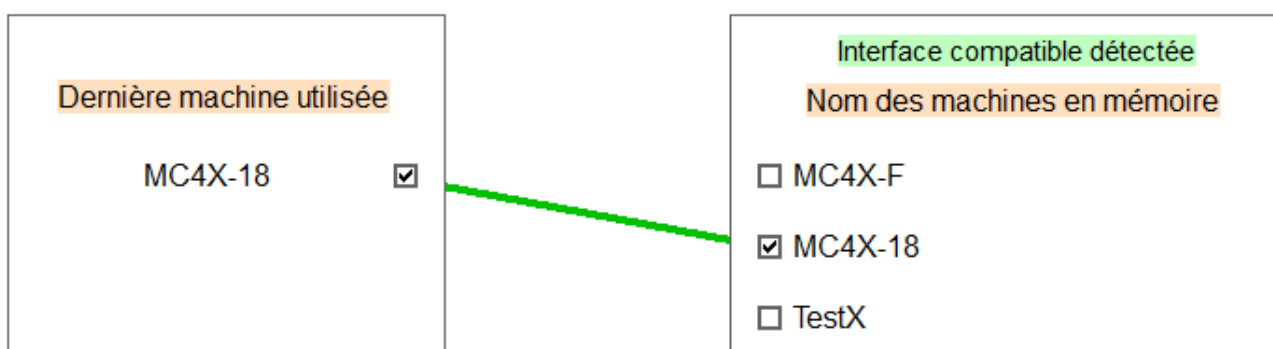 Dernière machine utilisée
MC4X-18
Interface compatible détectée
Nom des machines en mémoire
MC4X-F
MC4X-18
TestX